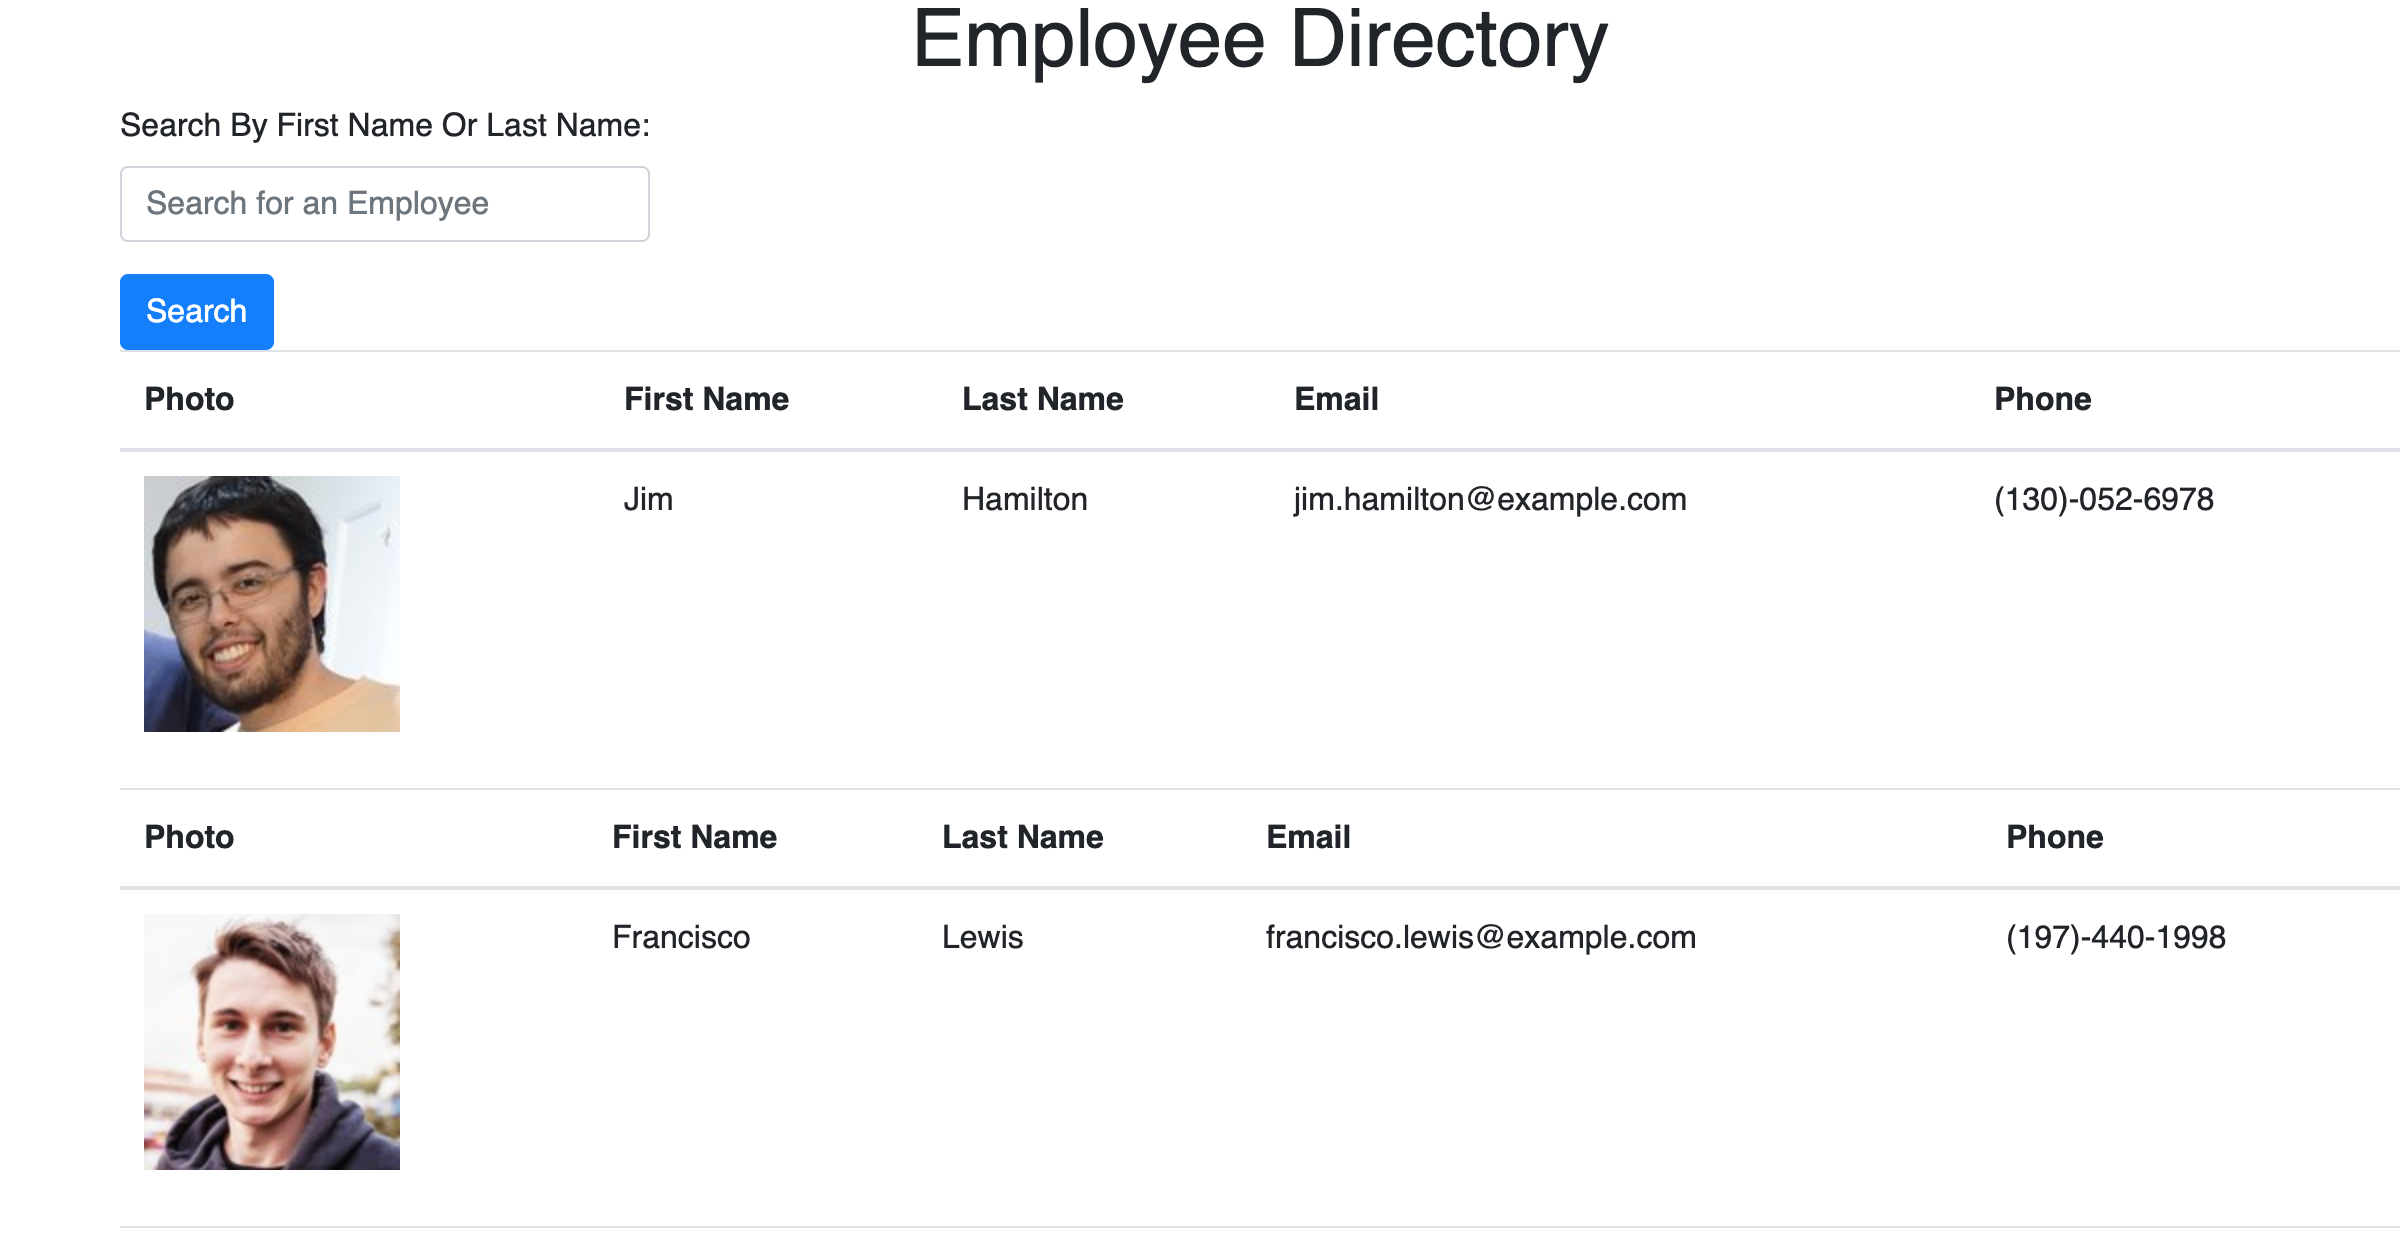 Employee Directory
Search By First Name Or Last Name:
Search for an Employee
Search
Photo First Name Last Name Email Phone
Jim Hamilton jim.hamilton@example.com (130)-052-6978
Photo First Name Last Name Email Phone
Francisco Lewis francisco.lewis@example.com (197)-440-1998